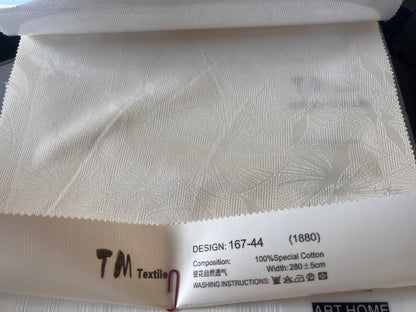 TM Textile
DESIGN: 167-44 (1880)
Composition: 100%Special Cotton
提花自然透气 Width: 280±5cm
WASHING INSTRUCTIONS:
ART HOME